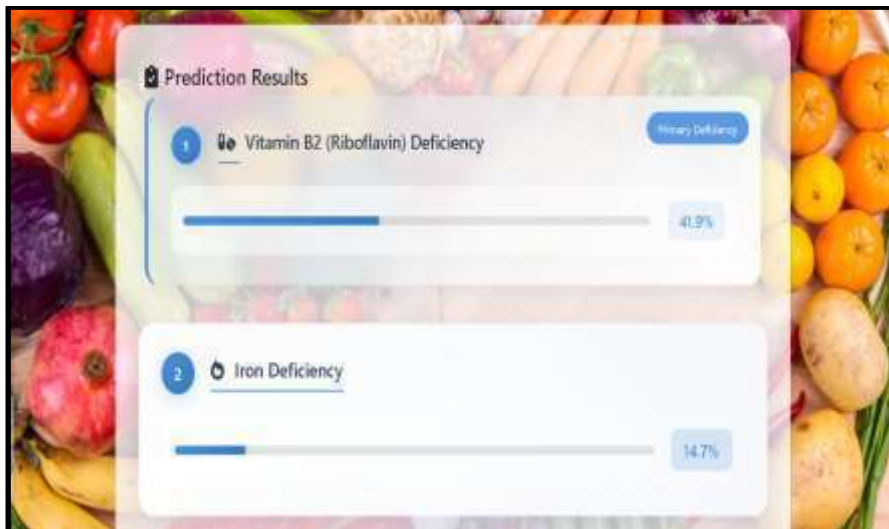 Prediction Results
1 Vitamin B2 (Riboflavin) Deficiency
Primary Deficiency
41.9%
2 Iron Deficiency
14.7%